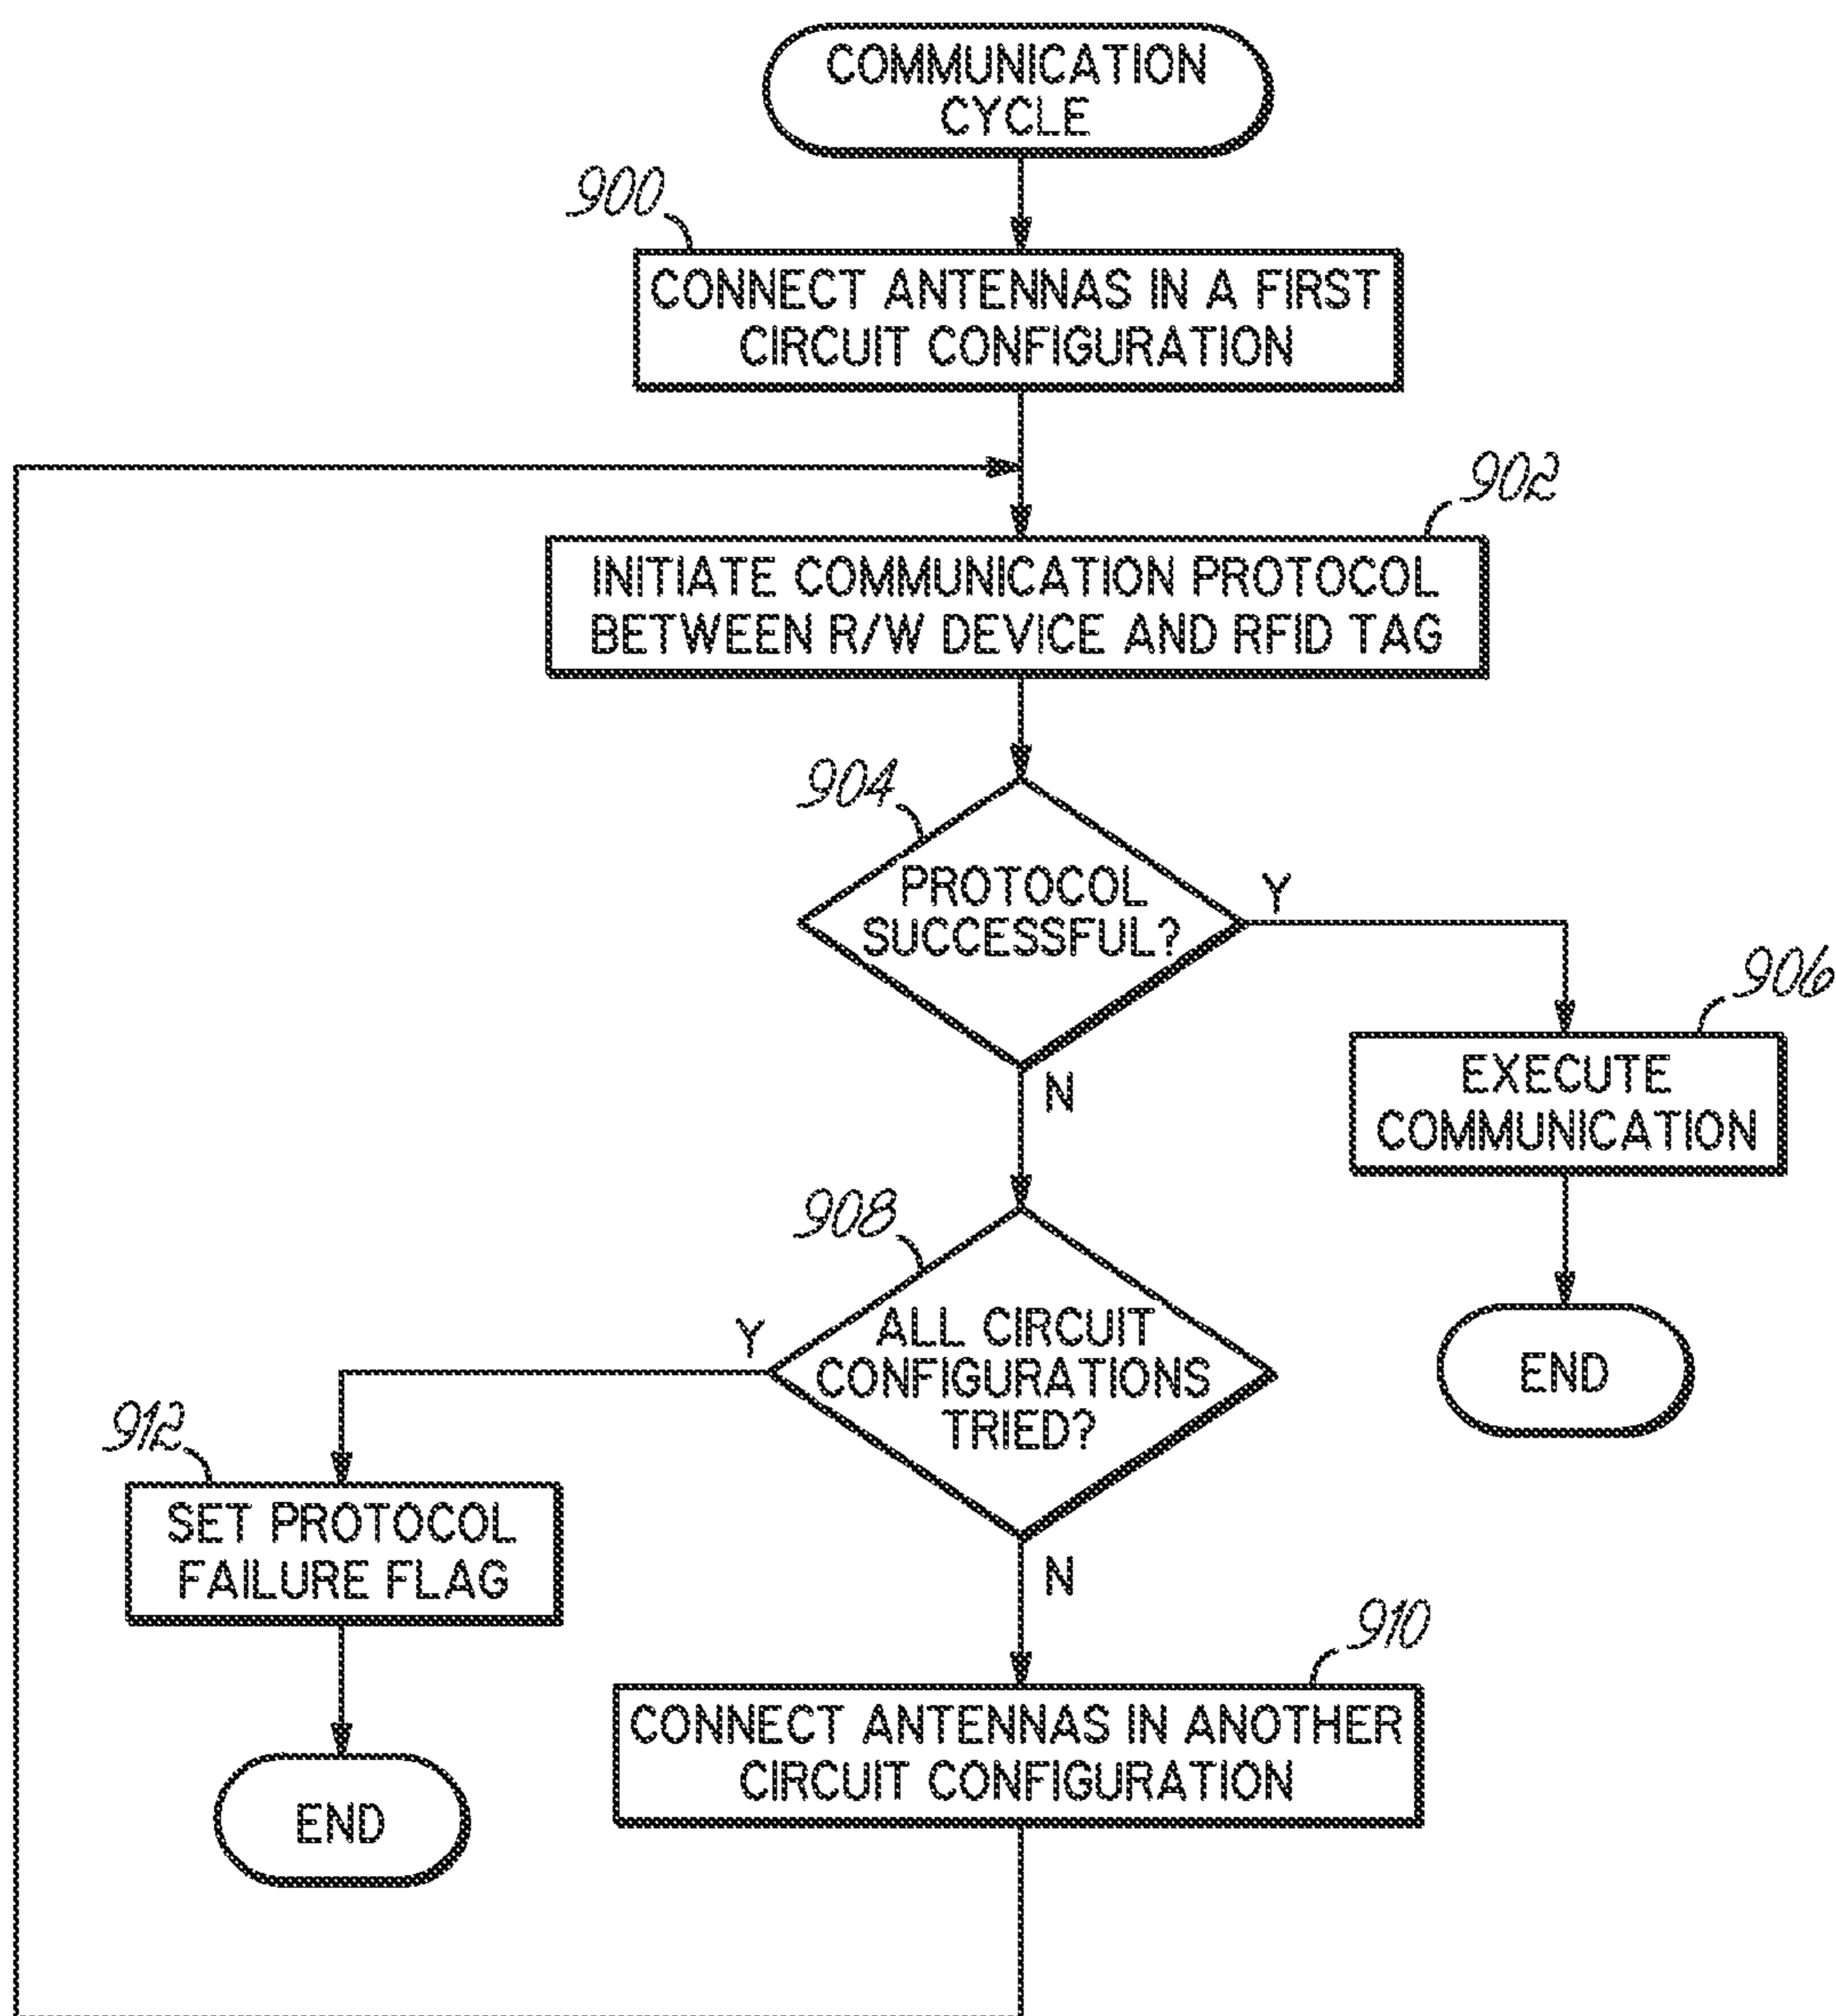 COMMUNICATION
CYCLE
900
CONNECT ANTENNAS IN A FIRST
CIRCUIT CONFIGURATION
902
INITIATE COMMUNICATION PROTOCOL
BETWEEN R/W DEVICE AND RFID TAG
904
PROTOCOL
SUCCESSFUL?
Y
N
906
EXECUTE
COMMUNICATION
END
908
ALL CIRCUIT
CONFIGURATIONS
TRIED?
Y
N
912
SET PROTOCOL
FAILURE FLAG
END
910
CONNECT ANTENNAS IN ANOTHER
CIRCUIT CONFIGURATION